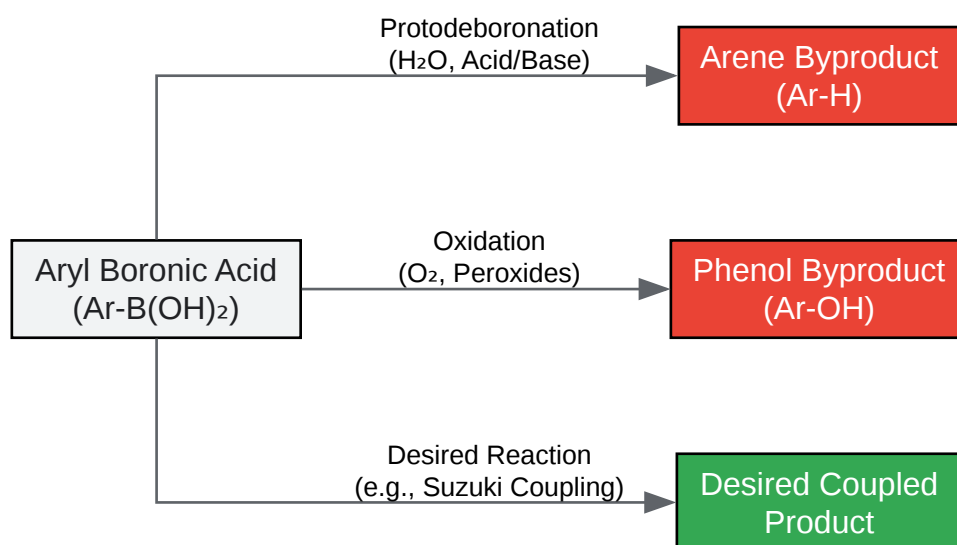 Protodeboronation
(H₂O, Acid/Base)
Arene Byproduct
(Ar-H)
Aryl Boronic Acid
(Ar-B(OH)₂)
Oxidation
(O₂, Peroxides)
Phenol Byproduct
(Ar-OH)
Desired Reaction
(e.g., Suzuki Coupling)
Desired Coupled
Product